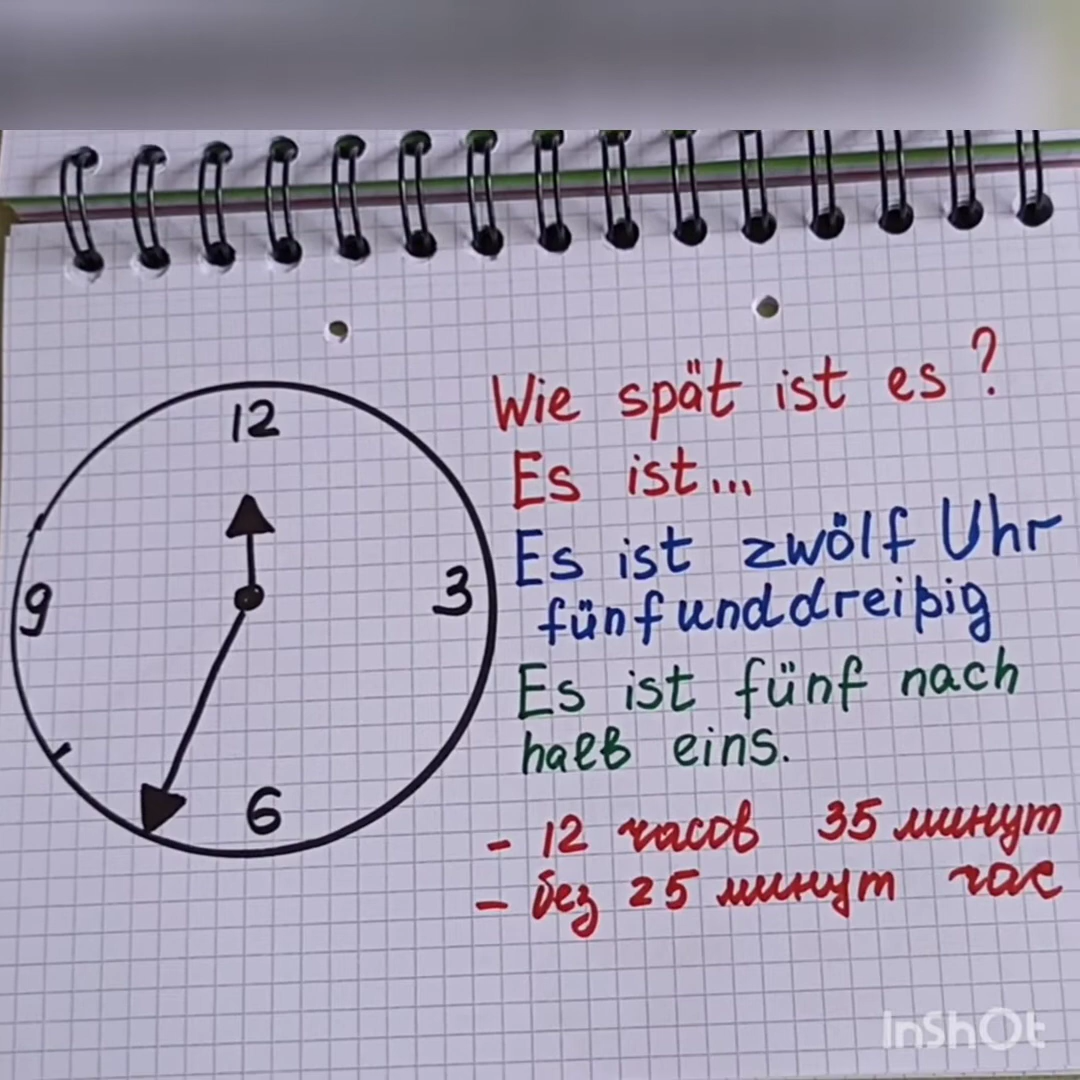 12
9
3
6
Wie spät ist es?
Es ist...
Es ist zwölf Uhr
fünfunddreißig
Es ist fünf nach
halb eins.
- 12 часов 35 минут
- без 25 минут час
InShOt